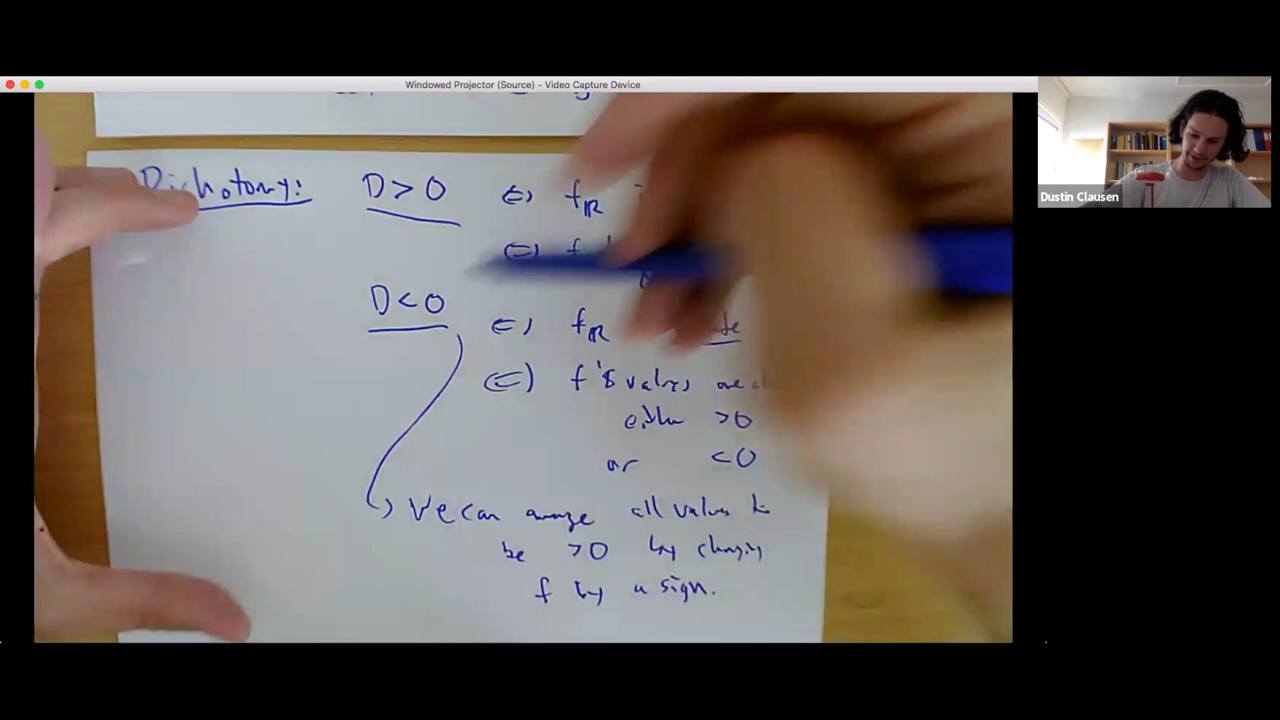 Windowed Projector (Source) - Video Capture Device
Dustin Clausen
Dichotomy: D > 0 ⇔ f_ℝ
⇔ f
D < 0 ⇔ f_ℝ
⇔ f's values are
either > 0
or < 0
↳ We can arrange all values to
be > 0 by changing
f by a sign.